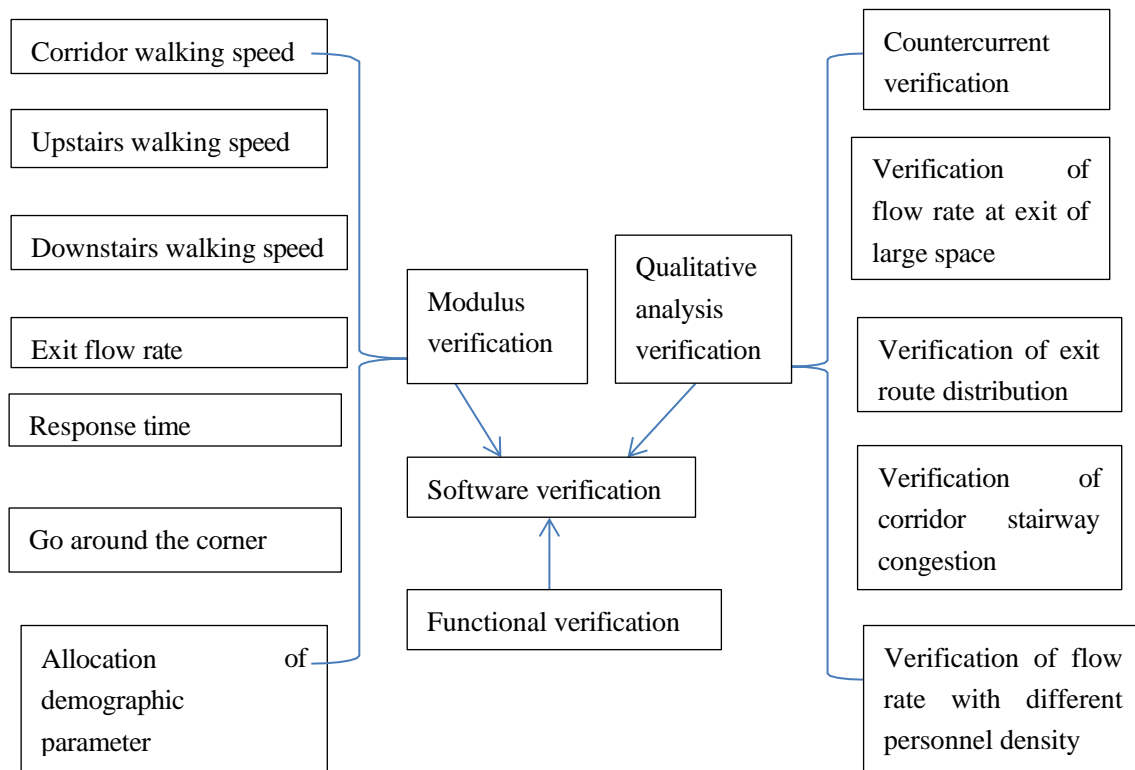 Corridor walking speed
Upstairs walking speed
Downstairs walking speed
Exit flow rate
Response time
Go around the corner
Allocation of
demographic
parameter
Modulus
verification
Qualitative
analysis
verification
Software verification
Functional verification
Countercurrent
verification
Verification of
flow rate at exit of
large space
Verification of exit
route distribution
Verification of
corridor stairway
congestion
Verification of flow
rate with different
personnel density